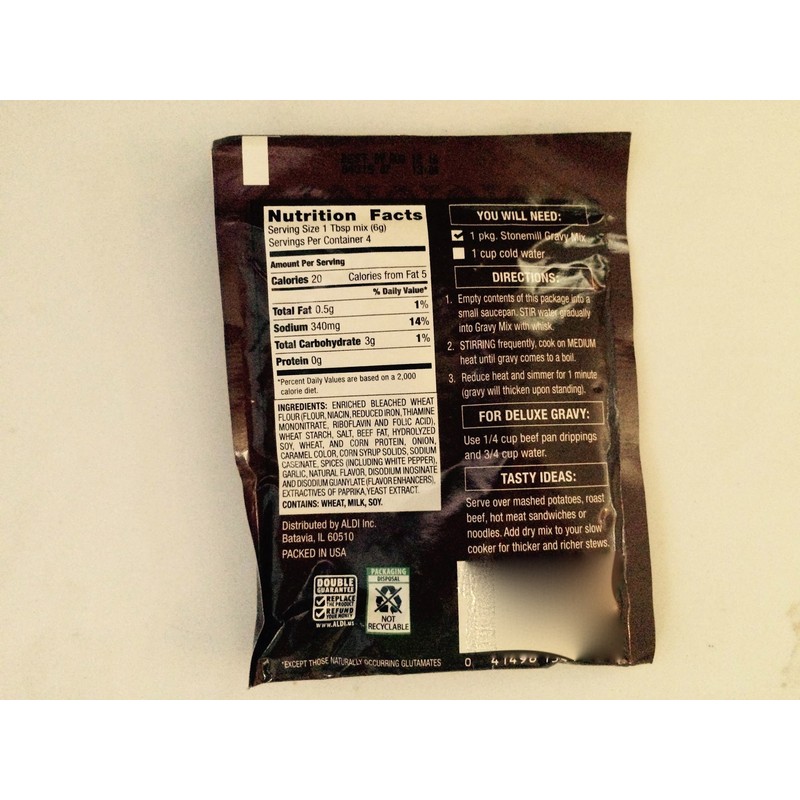 Nutrition Facts
Serving Size 1 Tbsp mix (6g)
Servings Per Container 4
Amount Per Serving
Calories 20 Calories from Fat 5
% Daily Value*
Total Fat 0.5g 1%
Sodium 340mg 14%
Total Carbohydrate 3g 1%
Protein 0g
*Percent Daily Values are based on a 2,000
calorie diet.
INGREDIENTS: ENRICHED BLEACHED WHEAT
FLOUR (FLOUR, NIACIN, REDUCED IRON, THIAMINE
MONONITRATE, RIBOFLAVIN AND FOLIC ACID),
WHEAT STARCH, SALT, BEEF FAT, HYDROLYZED
SOY, WHEAT, AND CORN PROTEIN, ONION,
CARAMEL COLOR, CORN SYRUP SOLIDS, SODIUM
CASEINATE, SPICES (INCLUDING WHITE PEPPER),
GARLIC, NATURAL FLAVOR, DISODIUM INOSINATE
AND DISODIUM GUANYLATE (FLAVOR ENHANCERS),
EXTRACTIVES OF PAPRIKA, YEAST EXTRACT.
CONTAINS: WHEAT, MILK, SOY.
Distributed by ALDI Inc.
Batavia, IL 60510
PACKED IN USA
DOUBLE
GUARANTEE
REPLACE
THE PRODUCT
REFUND
YOUR MONEY
www.ALDI.us
PACKAGING
DISPOSAL
NOT
RECYCLABLE
*EXCEPT THOSE NATURALLY OCCURRING GLUTAMATES
YOU WILL NEED:
1 pkg. Stonemill Gravy Mix
1 cup cold water
DIRECTIONS:
1. Empty contents of this package into a
small saucepan. STIR water gradually
into Gravy Mix with whisk.
2. STIRRING frequently, cook on MEDIUM
heat until gravy comes to a boil.
3. Reduce heat and simmer for 1 minute
(gravy will thicken upon standing).
FOR DELUXE GRAVY:
Use 1/4 cup beef pan drippings
and 3/4 cup water.
TASTY IDEAS:
Serve over mashed potatoes, roast
beef, hot meat sandwiches or
noodles. Add dry mix to your slow
cooker for thicker and richer stews.
0 41498